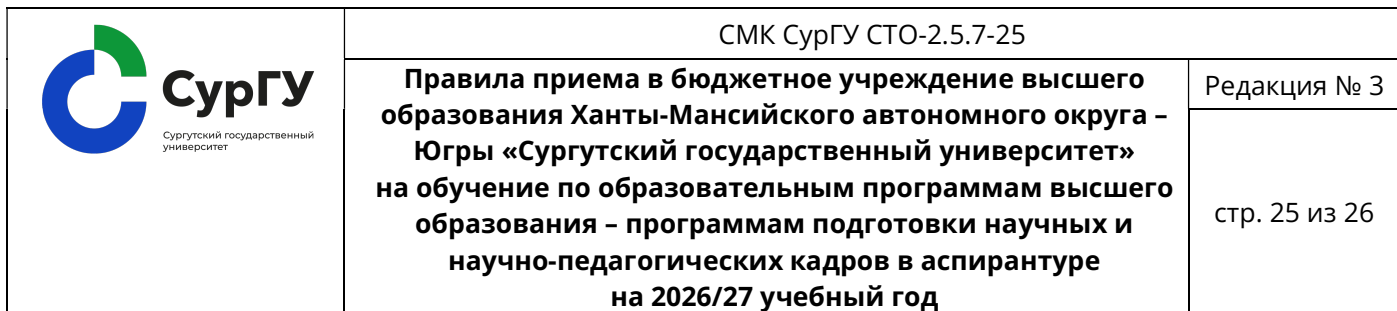 СурГУ
Сургутский государственный
университет
СМК СурГУ СТО-2.5.7-25
Правила приема в бюджетное учреждение высшего
образования Ханты-Мансийского автономного округа –
Югры «Сургутский государственный университет»
на обучение по образовательным программам высшего
образования – программам подготовки научных и
научно-педагогических кадров в аспирантуре
на 2026/27 учебный год
Редакция № 3
стр. 25 из 26